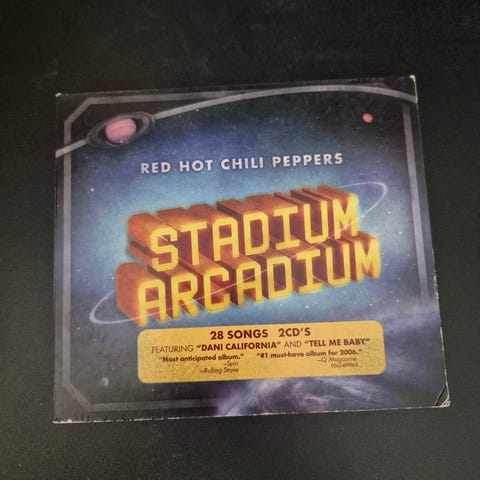 RED HOT CHILI PEPPERS
STADIUM
ARCADIUM
28 SONGS 2CD'S
FEATURING "DANI CALIFORNIA" AND "TELL ME BABY"
"Most anticipated album." "#1 must-have album for 2006."
–Spin –Q Magazine
–Rolling Stone